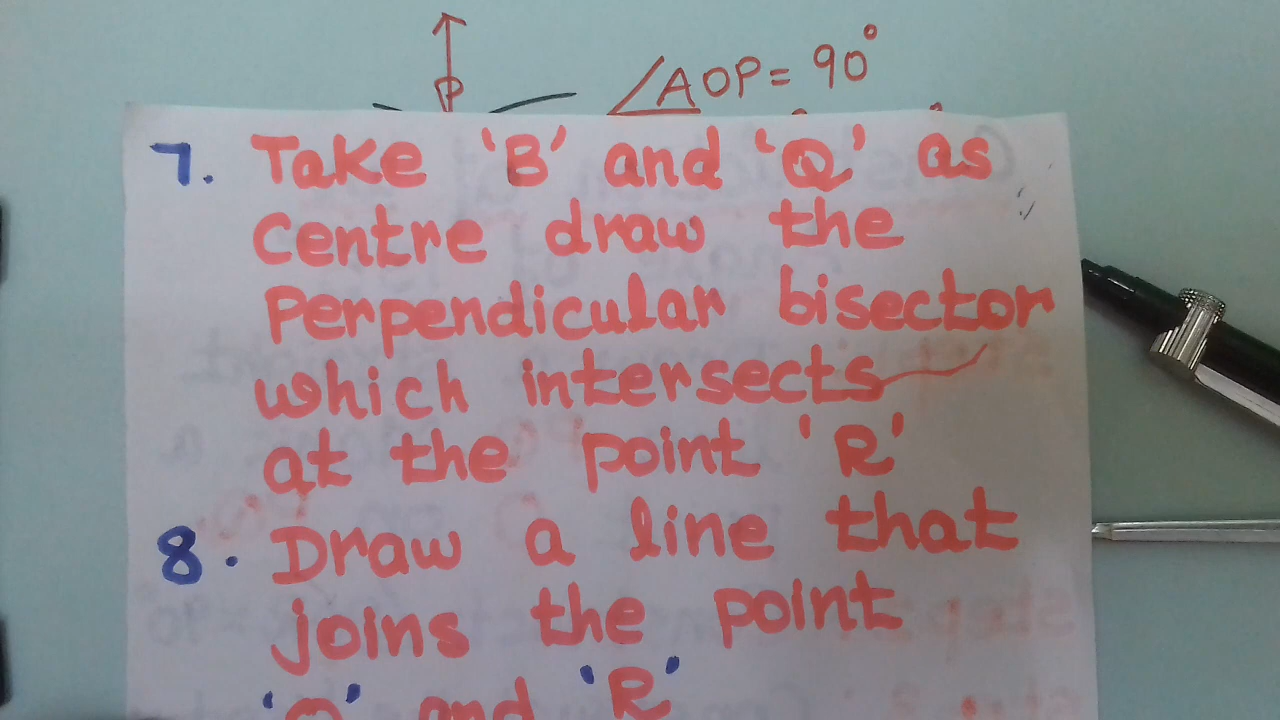 P
∠AOP = 90°
7. Take 'B' and 'Q' as
centre draw the
Perpendicular bisector
which intersects
at the point 'R'
8. Draw a line that
joins the point
and 'R'